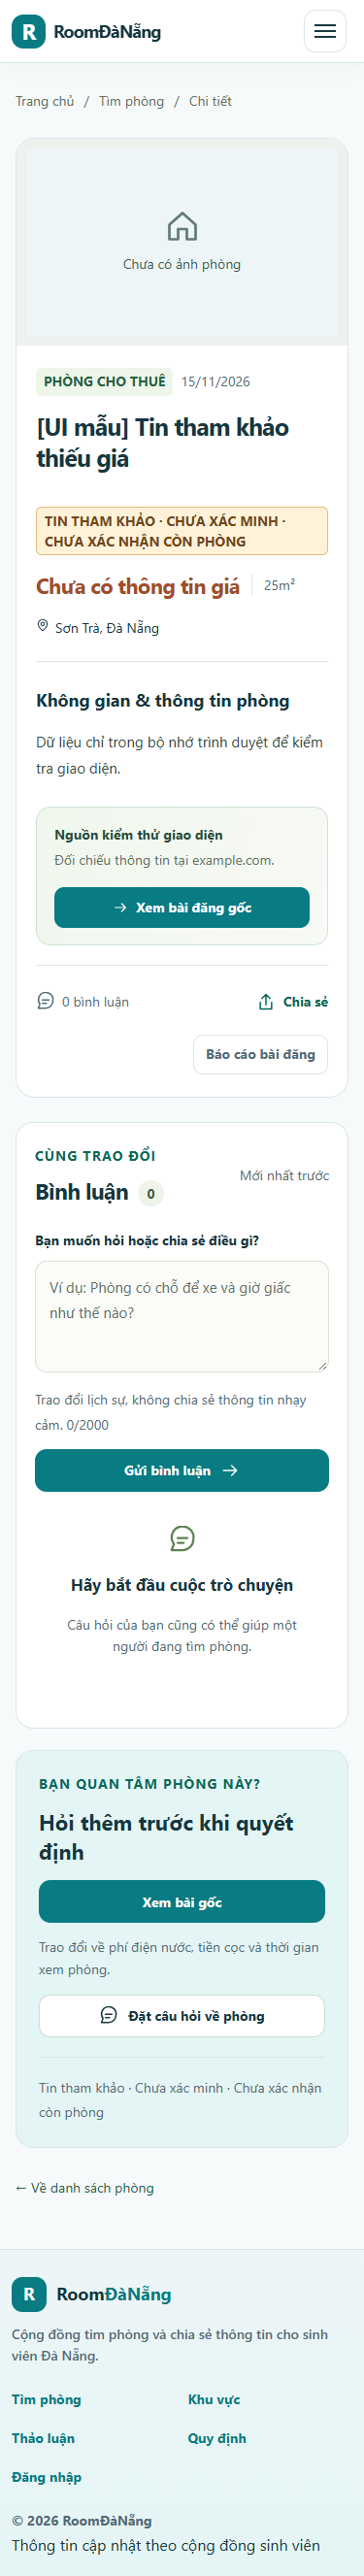 R RoomĐàNẵng
Trang chủ / Tìm phòng / Chi tiết
Chưa có ảnh phòng
PHÒNG CHO THUÊ 15/11/2026
[UI mẫu] Tin tham khảo
thiếu giá
TIN THAM KHẢO · CHƯA XÁC MINH ·
CHƯA XÁC NHẬN CÒN PHÒNG
Chưa có thông tin giá 25m²
Sơn Trà, Đà Nẵng
Không gian & thông tin phòng
Dữ liệu chỉ trong bộ nhớ trình duyệt để kiểm
tra giao diện.
Nguồn kiểm thử giao diện
Đối chiếu thông tin tại example.com.
→ Xem bài đăng gốc
0 bình luận Chia sẻ
Báo cáo bài đăng
CÙNG TRAO ĐỔI
Mới nhất trước
Bình luận 0
Bạn muốn hỏi hoặc chia sẻ điều gì?
Ví dụ: Phòng có chỗ để xe và giờ giấc
như thế nào?
Trao đổi lịch sự, không chia sẻ thông tin nhạy
cảm. 0/2000
Gửi bình luận →
Hãy bắt đầu cuộc trò chuyện
Câu hỏi của bạn cũng có thể giúp một
người đang tìm phòng.
BẠN QUAN TÂM PHÒNG NÀY?
Hỏi thêm trước khi quyết
định
Xem bài gốc
Trao đổi về phí điện nước, tiền cọc và thời gian
xem phòng.
Đặt câu hỏi về phòng
Tin tham khảo · Chưa xác minh · Chưa xác nhận
còn phòng
← Về danh sách phòng
R RoomĐàNẵng
Cộng đồng tìm phòng và chia sẻ thông tin cho sinh
viên Đà Nẵng.
Tìm phòng Khu vực
Thảo luận Quy định
Đăng nhập
© 2026 RoomĐàNẵng
Thông tin cập nhật theo cộng đồng sinh viên